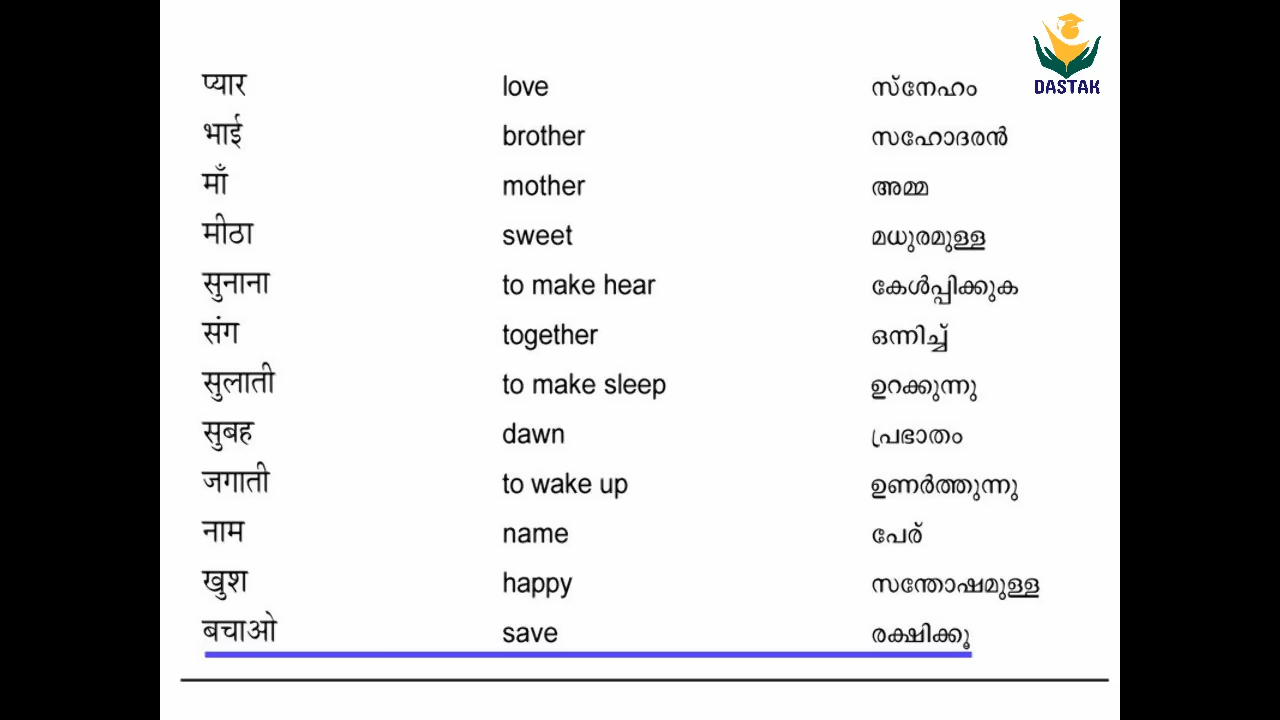 DASTAK
प्यार love സ്നേഹം
भाई brother സഹോദരൻ
माँ mother അമ്മ
मीठा sweet മധുരമുള്ള
सुनाना to make hear കേൾപ്പിക്കുക
संग together ഒന്നിച്ച്
सुलाती to make sleep ഉറക്കുന്നു
सुबह dawn പ്രഭാതം
जगाती to wake up ഉണർത്തുന്നു
नाम name പേര്
खुश happy സന്തോഷമുള്ള
बचाओ save രക്ഷിക്കൂ